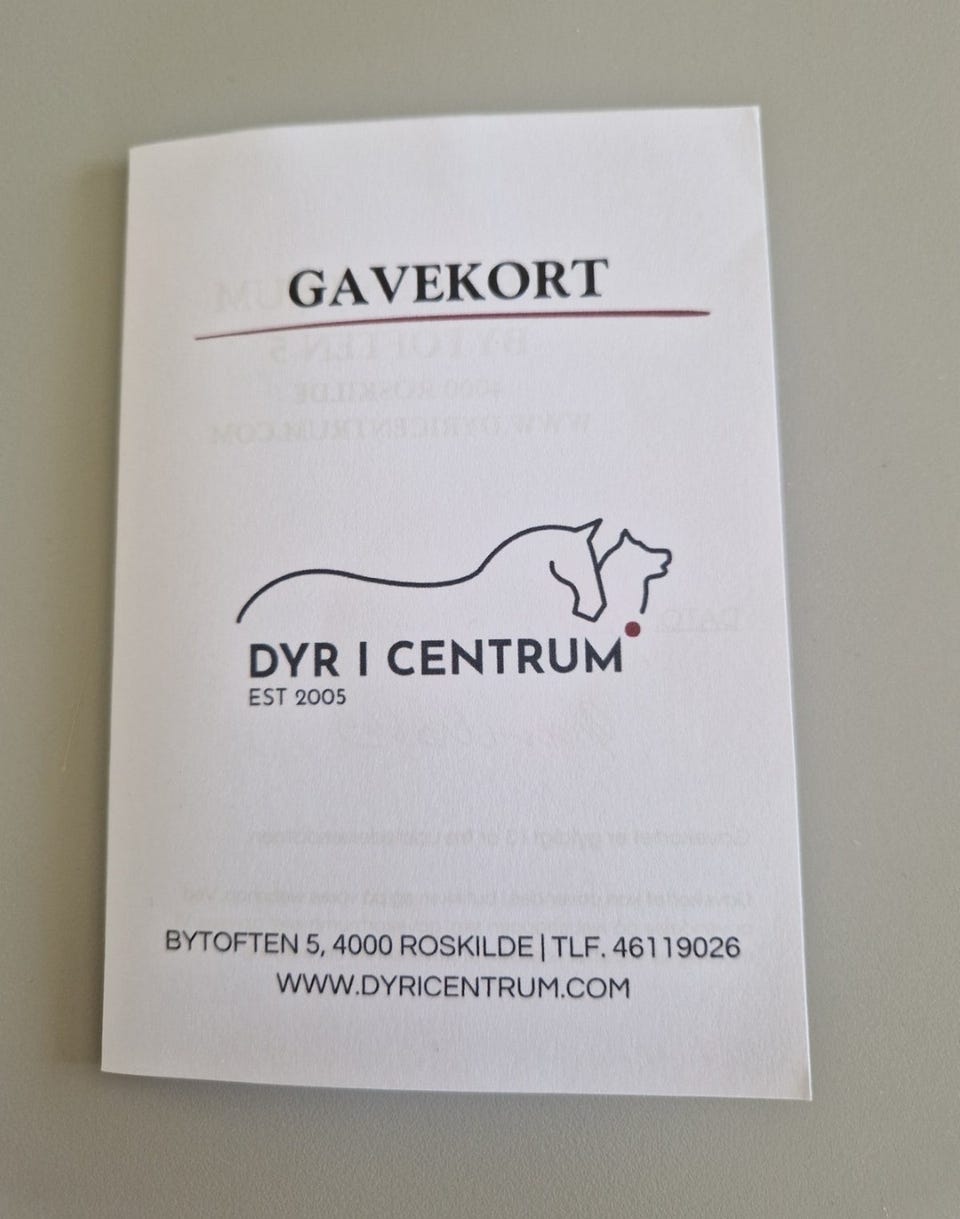 GAVEKORT
DYR I CENTRUM
EST 2005
BYTOFTEN 5, 4000 ROSKILDE | TLF. 46119026
WWW.DYRICENTRUM.COM